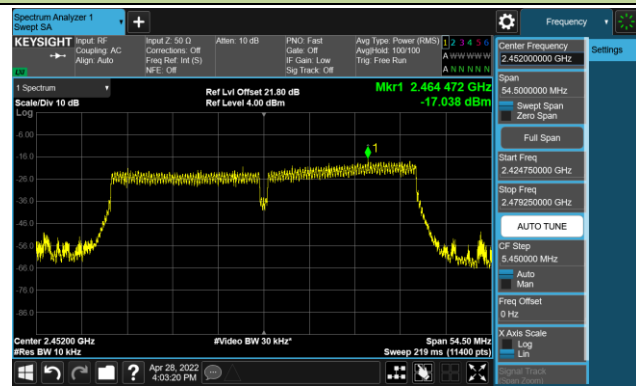 Spectrum Analyzer 1
Swept SA
Frequency
KEYSIGHT
Input: RF
Coupling: AC
Align: Auto
Input Z: 50 Ω
Corrections: Off
Freq Ref: Int (S)
NFE: Off
Atten: 10 dB
PNO: Fast
Gate: Off
IF Gain: Low
Sig Track: Off
Avg Type: Power (RMS)
Avg|Hold: 100/100
Trig: Free Run
1 2 3 4 5 6
A W W W W W
A N N N N N
LW
1 Spectrum
Scale/Div 10 dB
Log
Ref Lvl Offset 21.80 dB
Ref Level 4.00 dBm
Mkr1 2.464 472 GHz
-17.038 dBm
1
-6.00
-16.0
-26.0
-36.0
-46.0
-56.0
-66.0
-76.0
-86.0
Center 2.45200 GHz
#Res BW 10 kHz
#Video BW 30 kHz*
Span 54.50 MHz
Sweep 219 ms (11400 pts)
Center Frequency
2.452000000 GHz
Settings
Span
54.5000000 MHz
Swept Span
Zero Span
Full Span
Start Freq
2.424750000 GHz
Stop Freq
2.479250000 GHz
AUTO TUNE
CF Step
5.450000 MHz
Auto
Man
Freq Offset
0 Hz
X Axis Scale
Log
Lin
Signal Track
(Span Zoom)
?
Apr 28, 2022
4:03:20 PM